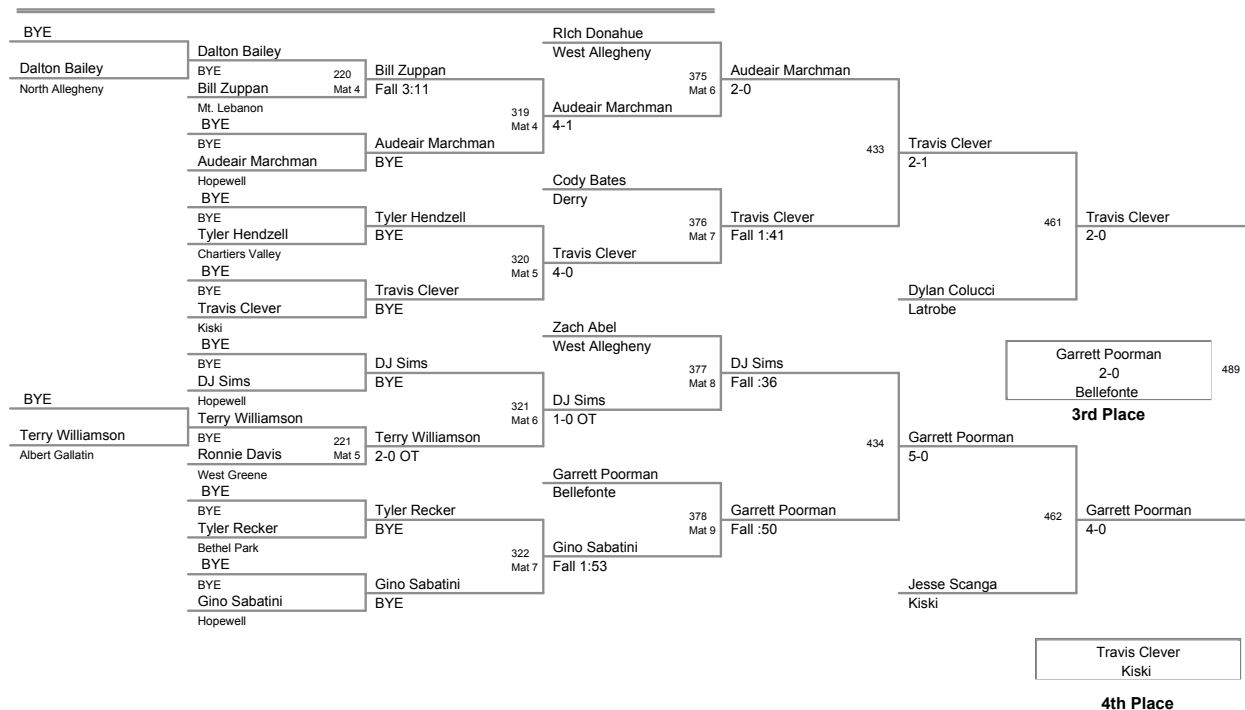 BYE
Dalton Bailey
North Allegheny
BYE
Terry Williamson
Albert Gallatin
Dalton Bailey
BYE
Bill Zuppan
Mt. Lebanon
BYE
BYE
Audeair Marchman
Hopewell
BYE
BYE
Tyler Hendzell
Chartiers Valley
BYE
BYE
Travis Clever
Kiski
BYE
BYE
DJ Sims
Hopewell
Terry Williamson
BYE
Ronnie Davis
West Greene
BYE
BYE
Tyler Recker
Bethel Park
BYE
BYE
Gino Sabatini
Hopewell
220
Mat 4
221
Mat 5
Bill Zuppan
Fall 3:11
Audeair Marchman
BYE
Tyler Hendzell
BYE
Travis Clever
BYE
DJ Sims
BYE
Terry Williamson
2-0 OT
Tyler Recker
BYE
Gino Sabatini
BYE
319
Mat 4
320
Mat 5
321
Mat 6
322
Mat 7
RIch Donahue
West Allegheny
Audeair Marchman
4-1
Cody Bates
Derry
Travis Clever
4-0
Zach Abel
West Allegheny
DJ Sims
1-0 OT
Garrett Poorman
Bellefonte
Gino Sabatini
Fall 1:53
375
Mat 6
376
Mat 7
377
Mat 8
378
Mat 9
Audeair Marchman
2-0
Travis Clever
Fall 1:41
DJ Sims
Fall :36
Garrett Poorman
Fall :50
433
434
Travis Clever
2-1
Dylan Colucci
Latrobe
Garrett Poorman
5-0
Jesse Scanga
Kiski
461
462
Travis Clever
2-0
Garrett Poorman
4-0
Garrett Poorman
2-0
Bellefonte
489
3rd Place
Travis Clever
Kiski
4th Place